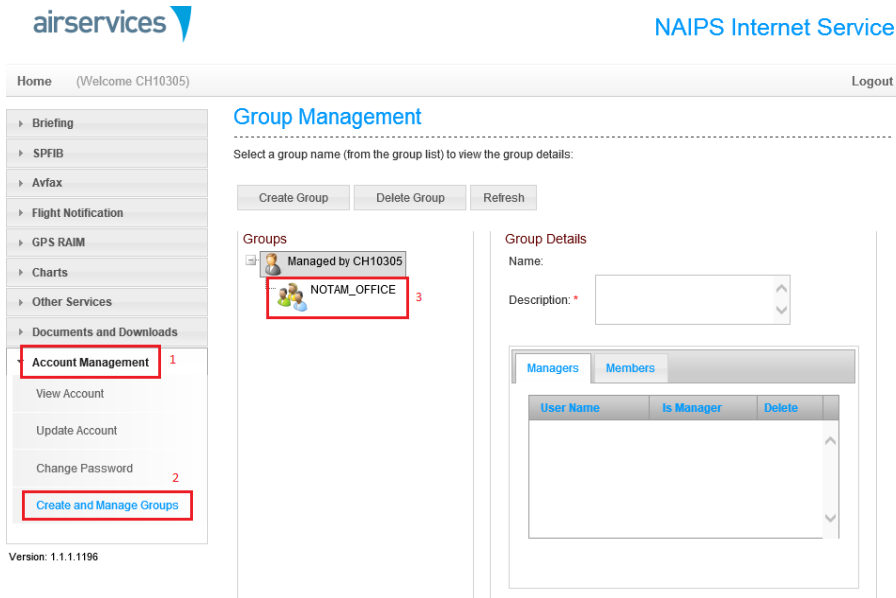 airservices
NAIPS Internet Service
Home (Welcome CH10305) Logout
Briefing
SPFIB
Avfax
Flight Notification
GPS RAIM
Charts
Other Services
Documents and Downloads
Account Management 1
View Account
Update Account
Change Password
2
Create and Manage Groups
Version: 1.1.1.1196
Group Management
Select a group name (from the group list) to view the group details:
Create Group Delete Group Refresh
Groups
Managed by CH10305
NOTAM_OFFICE 3
Group Details
Name:
Description: *
Managers Members
User Name Is Manager Delete